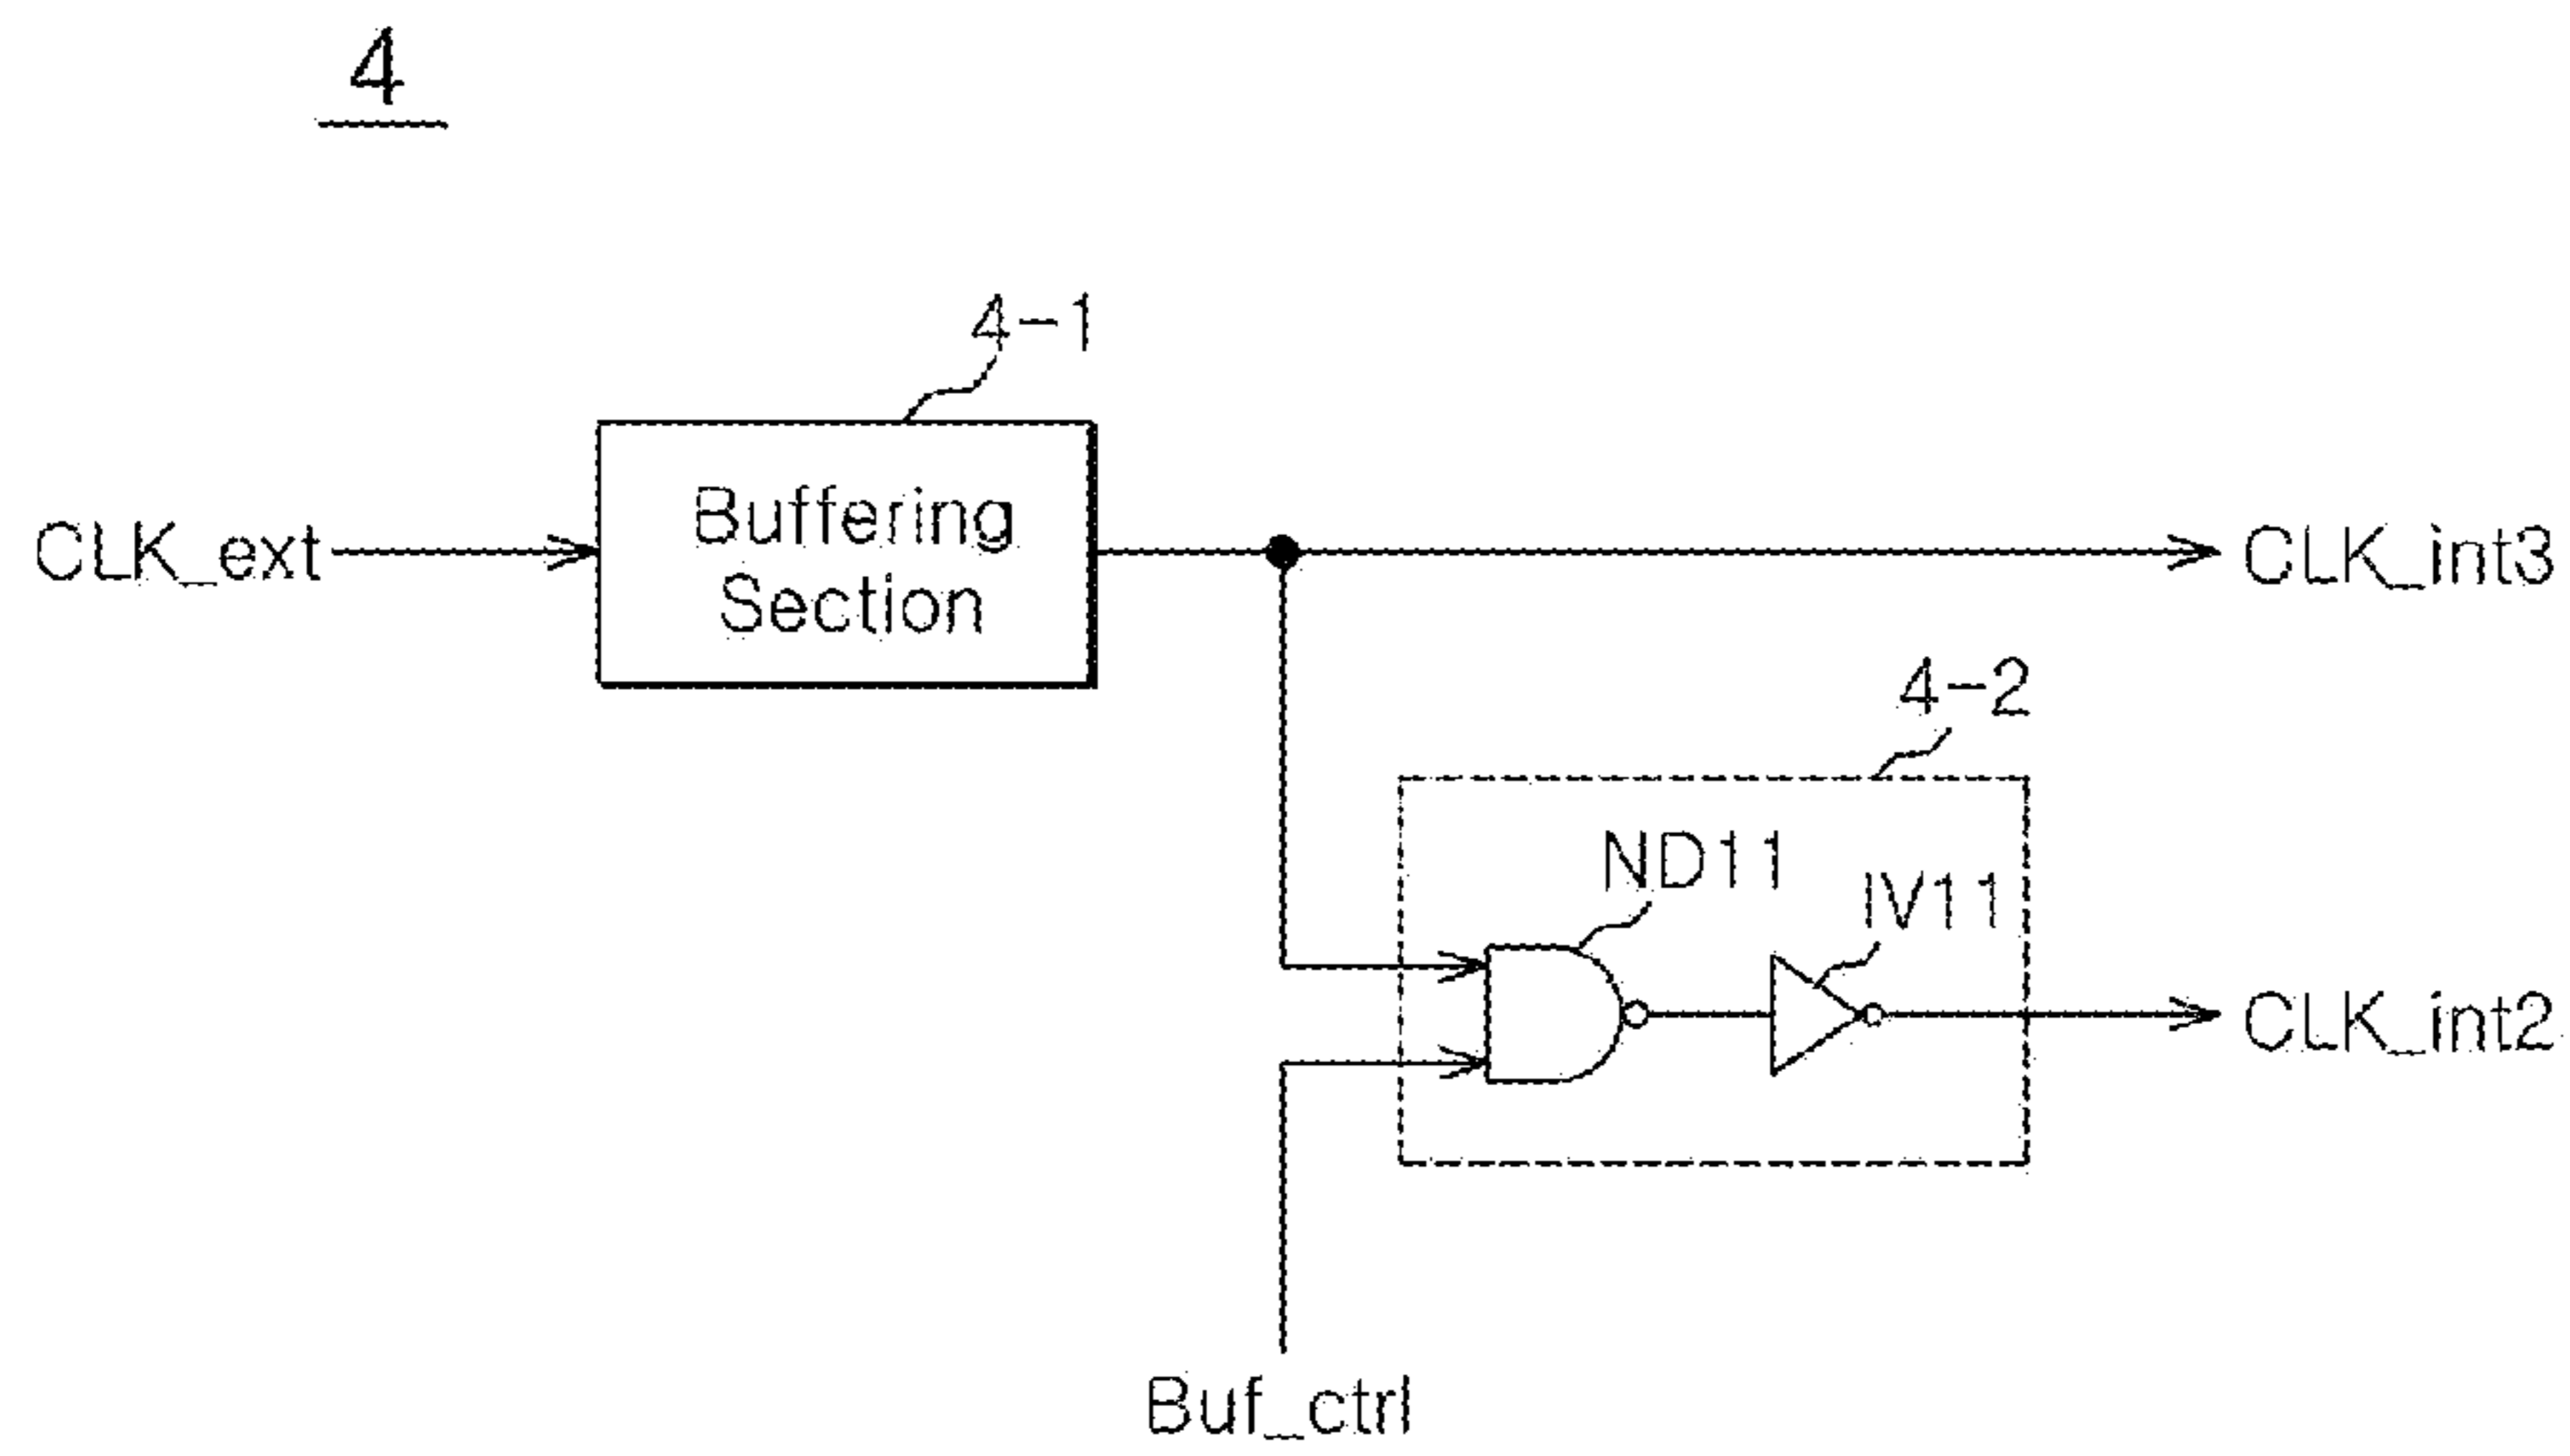 4
4-1
Buffering
Section
CLK_ext
CLK_int3
4-2
ND11
IV11
CLK_int2
Buf_ctrl